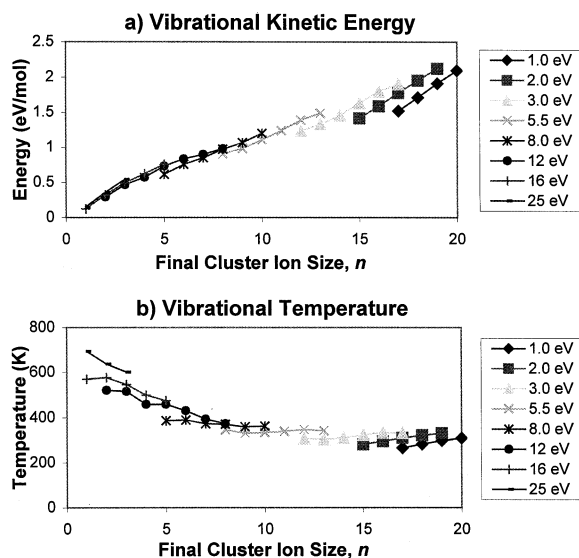 a) Vibrational Kinetic Energy
Energy (eV/mol)
2.5
2
1.5
1
0.5
0
0 5 10 15 20
Final Cluster Ion Size, n
1.0 eV
2.0 eV
3.0 eV
5.5 eV
8.0 eV
12 eV
16 eV
25 eV
b) Vibrational Temperature
Temperature (K)
800
600
400
200
0
0 5 10 15 20
Final Cluster Ion Size, n
1.0 eV
2.0 eV
3.0 eV
5.5 eV
8.0 eV
12 eV
16 eV
25 eV